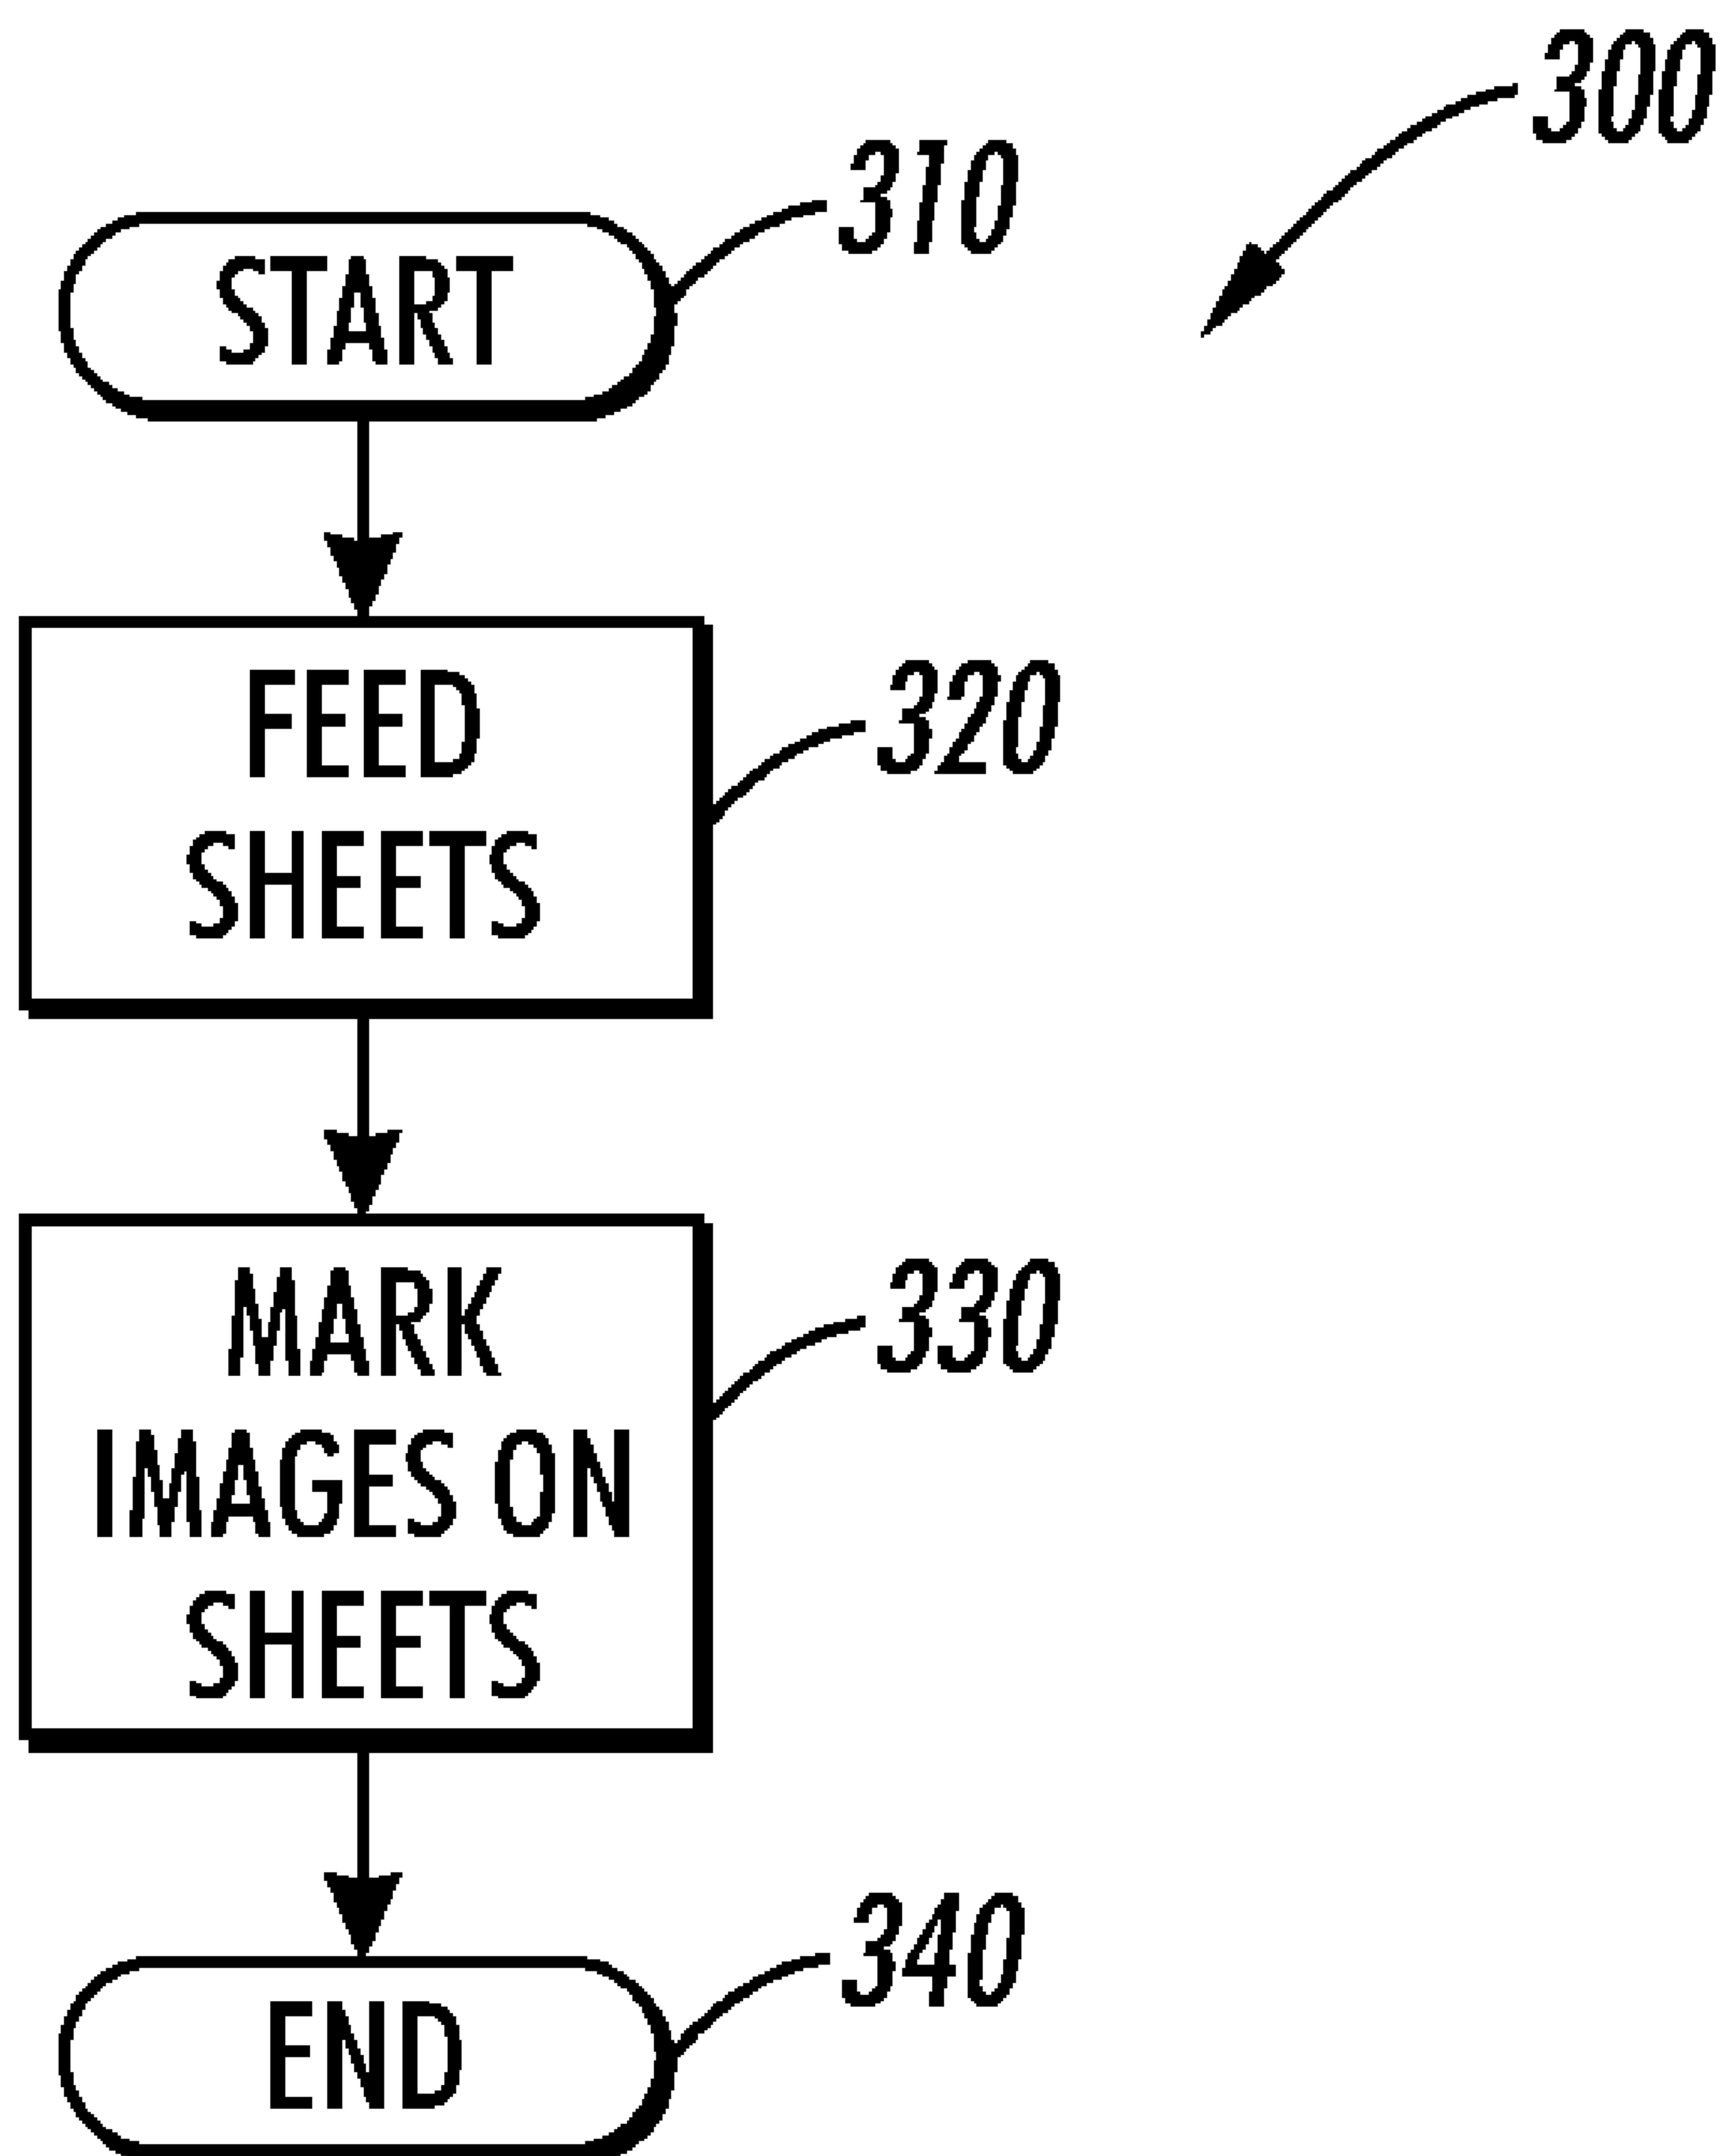 300
310
START
320
FEED
SHEETS
330
MARK
IMAGES ON
SHEETS
340
END